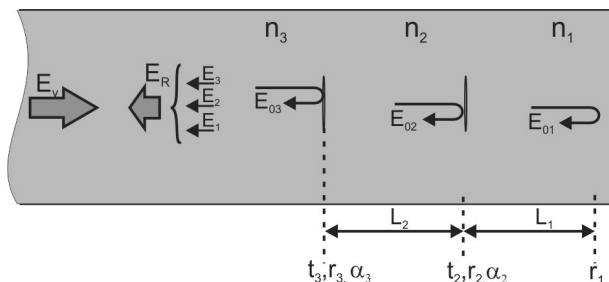 n₃ n₂ n₁
Eᵥ E_R E₃
E₂
E₁
E₀₃ E₀₂ E₀₁
L₂ L₁
t₃,r₃,α₃ t₂,r₂,α₂ r₁